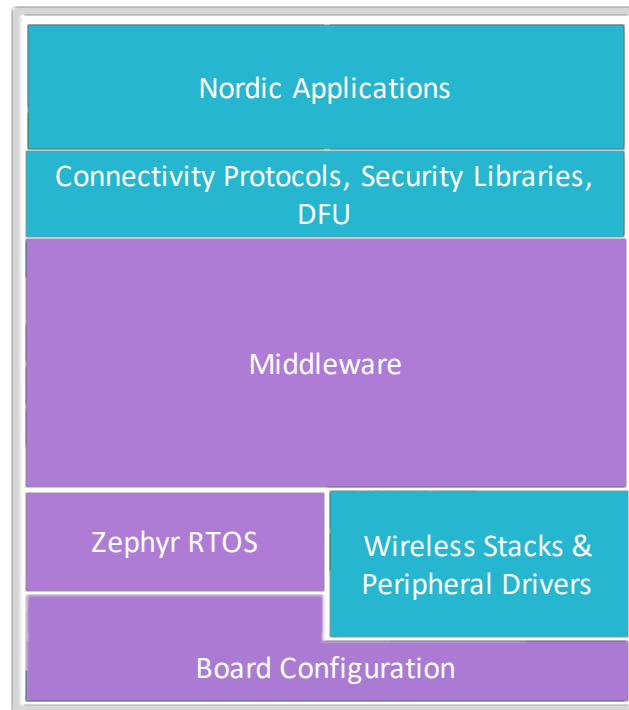 Nordic Applications
Connectivity Protocols, Security Libraries,
DFU
Middleware
Zephyr RTOS
Wireless Stacks &
Peripheral Drivers
Board Configuration